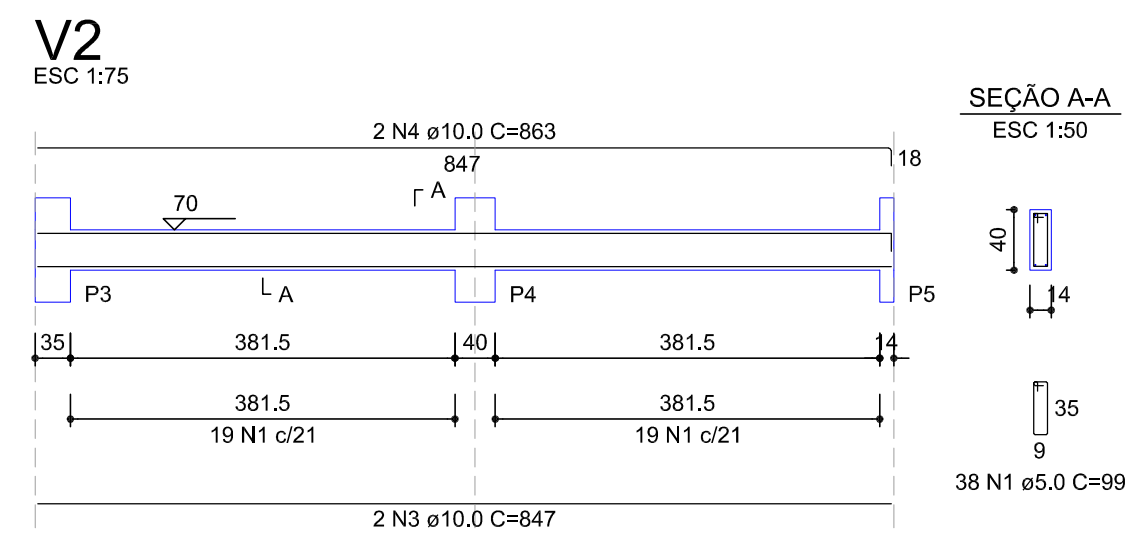 V2
ESC 1:75
SEÇÃO A-A
ESC 1:50
2 N4 ø10.0 C=863
847
18
A
70
A
P3
P4
P5
40
14
35
381.5
40
381.5
14
381.5
381.5
19 N1 c/21
19 N1 c/21
35
9
38 N1 ø5.0 C=99
2 N3 ø10.0 C=847